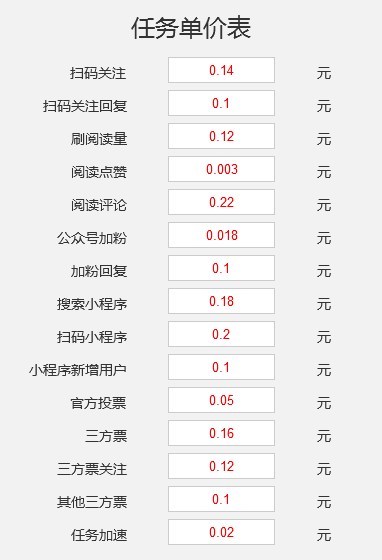 任务单价表
扫码关注 0.14 元
扫码关注回复 0.1 元
刷阅读量 0.12 元
阅读点赞 0.003 元
阅读评论 0.22 元
公众号加粉 0.018 元
加粉回复 0.1 元
搜索小程序 0.18 元
扫码小程序 0.2 元
小程序新增用户 0.1 元
官方投票 0.05 元
三方票 0.16 元
三方票关注 0.12 元
其他三方票 0.1 元
任务加速 0.02 元